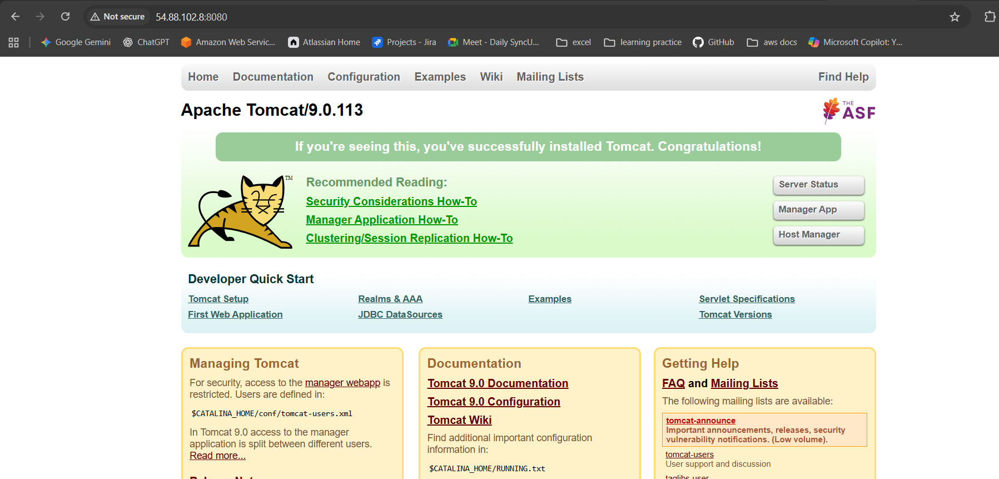 Not secure 54.88.102.8:8080
Google Gemini ChatGPT Amazon Web Servic... Atlassian Home Projects - Jira Meet - Daily SyncU... excel learning practice GitHub aws docs Microsoft Copilot: Y...
Home Documentation Configuration Examples Wiki Mailing Lists Find Help
Apache Tomcat/9.0.113
THE
ASF
If you're seeing this, you've successfully installed Tomcat. Congratulations!
TM
Recommended Reading:
Security Considerations How-To
Manager Application How-To
Clustering/Session Replication How-To
Server Status
Manager App
Host Manager
Developer Quick Start
Tomcat Setup
First Web Application
Realms & AAA
JDBC DataSources
Examples
Servlet Specifications
Tomcat Versions
Managing Tomcat
For security, access to the manager webapp is
restricted. Users are defined in:
$CATALINA_HOME/conf/tomcat-users.xml
In Tomcat 9.0 access to the manager
application is split between different users.
Read more...
Documentation
Tomcat 9.0 Documentation
Tomcat 9.0 Configuration
Tomcat Wiki
Find additional important configuration
information in:
$CATALINA_HOME/RUNNING.txt
Getting Help
FAQ and Mailing Lists
The following mailing lists are available:
tomcat-announce
Important announcements, releases, security
vulnerability notifications. (Low volume).
tomcat-users
User support and discussion
taglibs-user